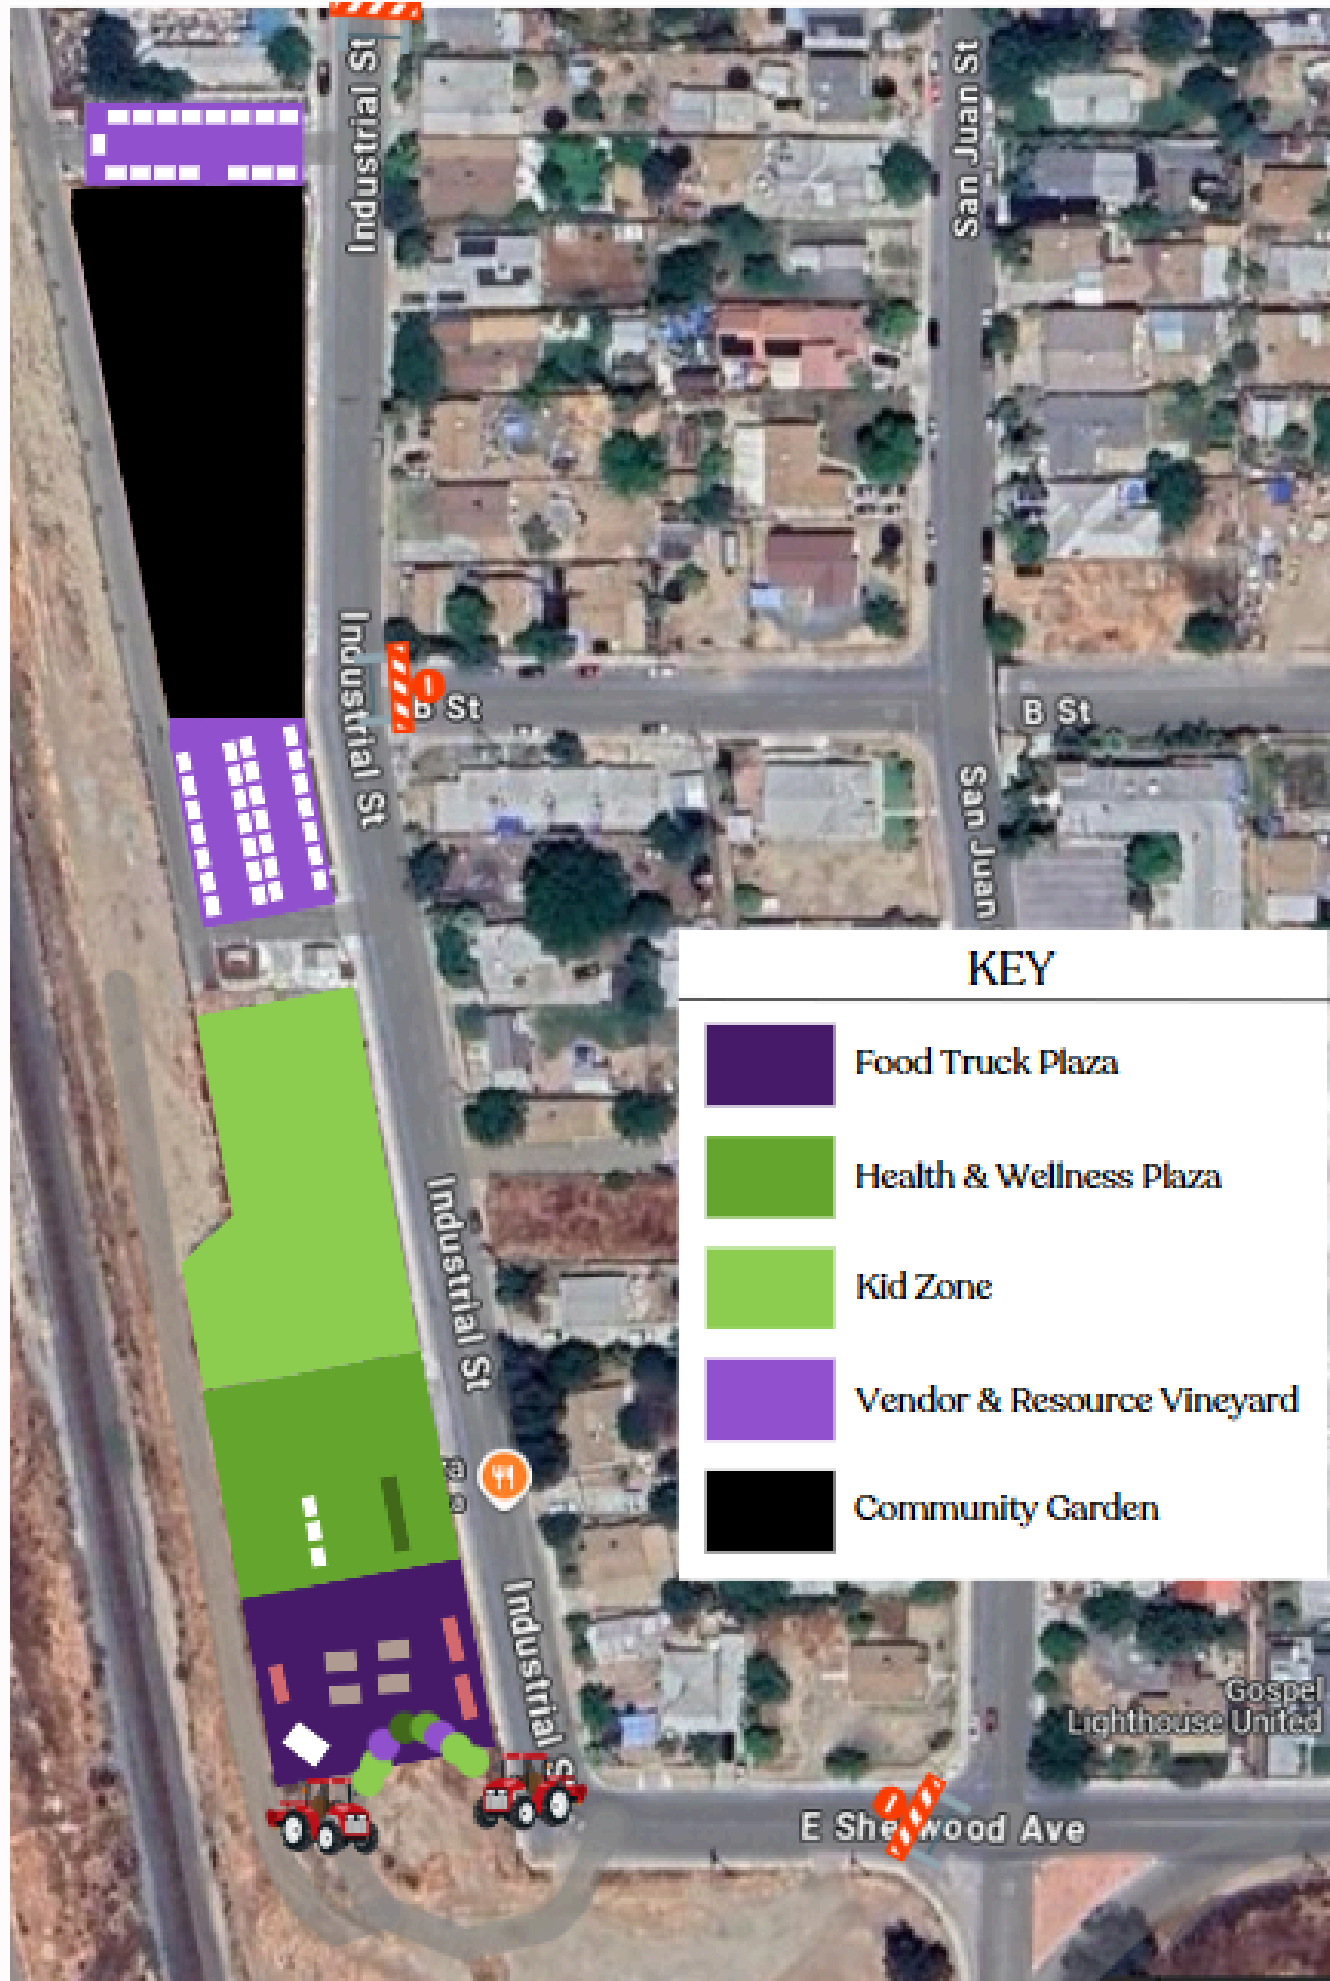 Industrial St
San Juan St
Industrial St
B St
B St
San Juan
KEY
Food Truck Plaza
Health & Wellness Plaza
Kid Zone
Vendor & Resource Vineyard
Community Garden
Industrial St
Industrial S
Gospel
Lighthouse United
E Sherwood Ave